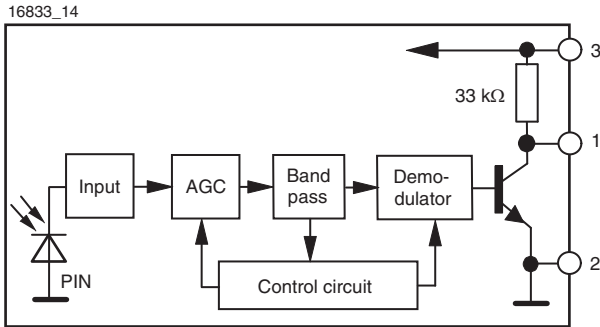 16833_14
3
33 kΩ
1
Input
AGC
Band
pass
Demo-
dulator
PIN
Control circuit
2